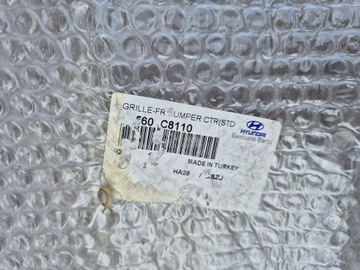 GRILLE-FR BUMPER CTR(STD
560 C8110
HYUNDAI
Genuine Parts
MADE IN TURKEY
HA28